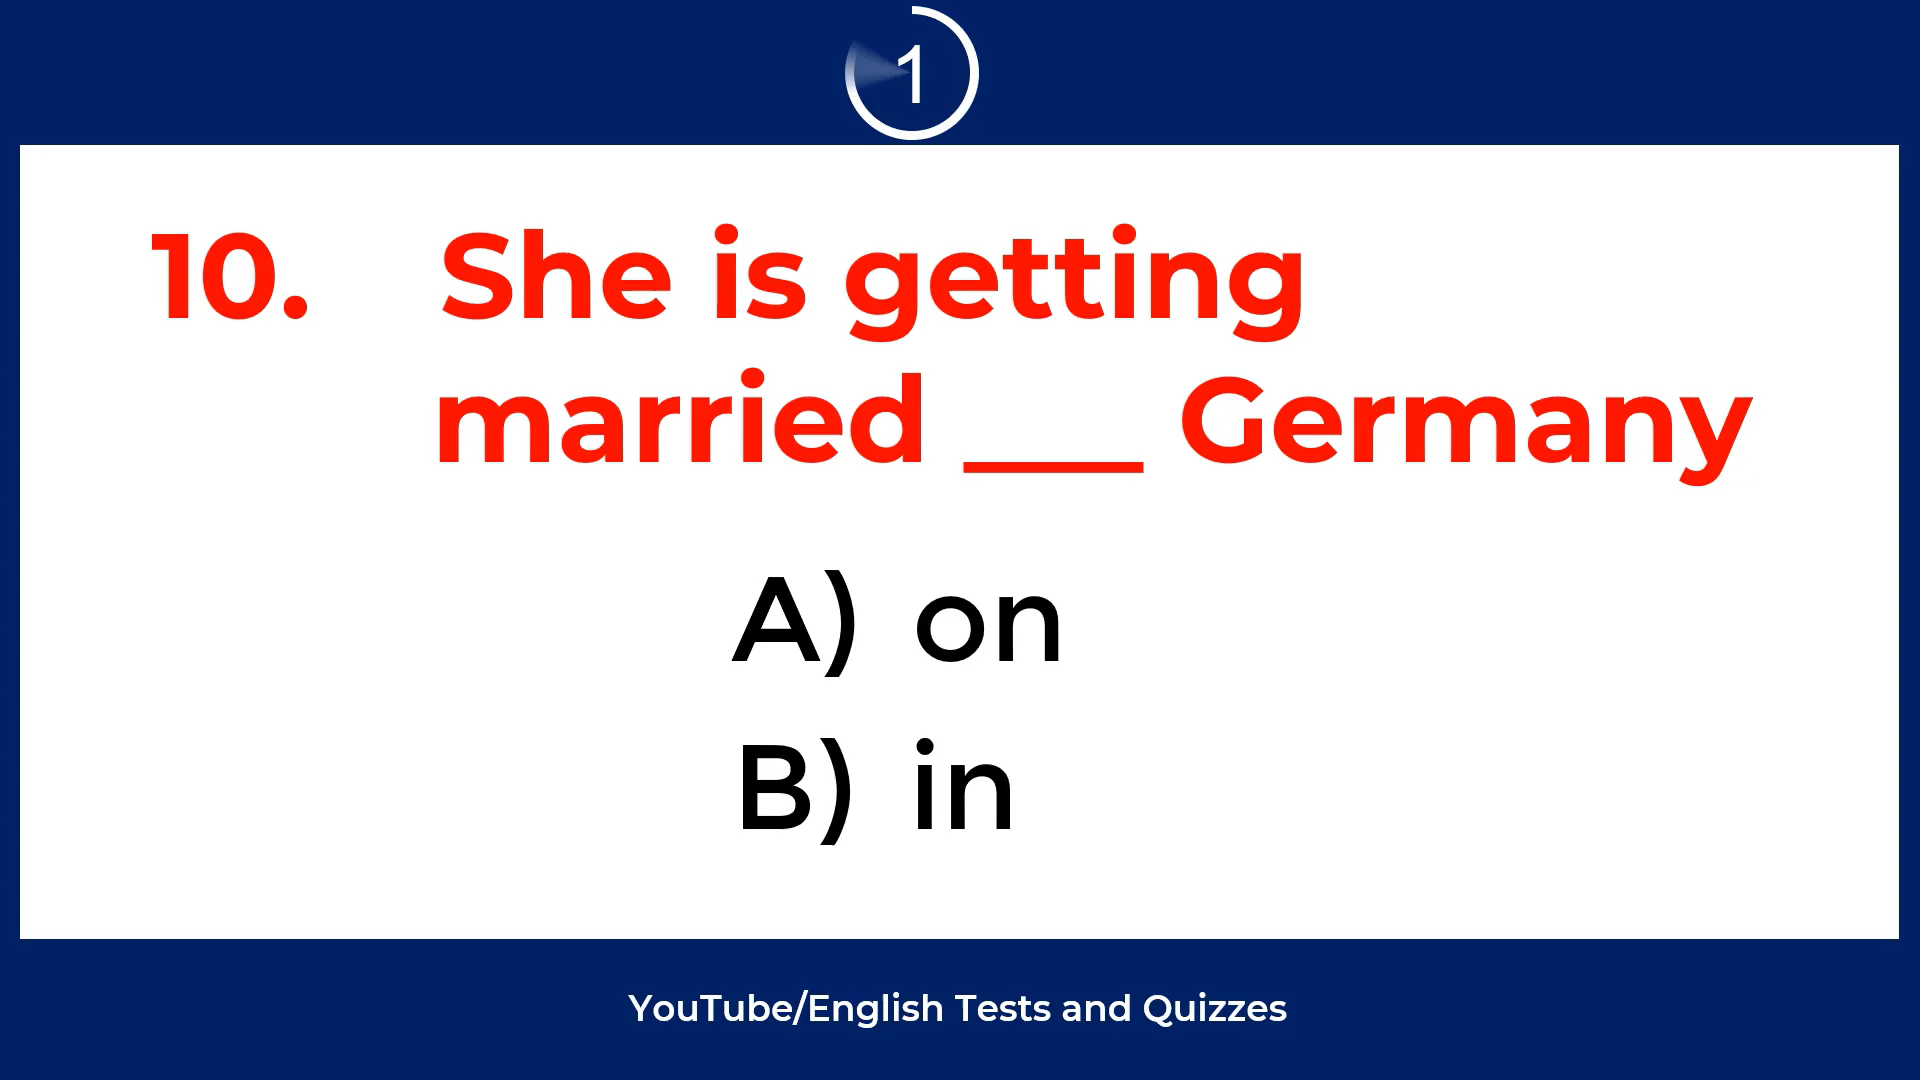 1
10. She is getting
married ___ Germany
A) on
B) in
YouTube/English Tests and Quizzes